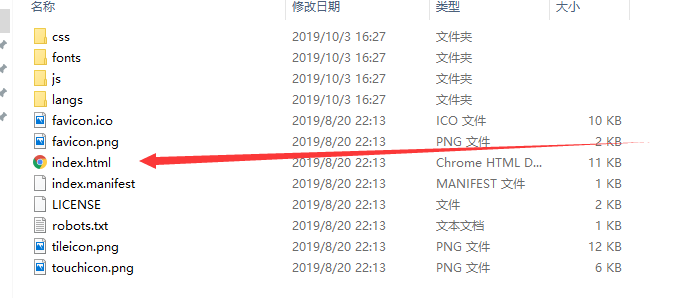 名称 修改日期 类型 大小
css 2019/10/3 16:27 文件夹
fonts 2019/10/3 16:27 文件夹
js 2019/10/3 16:27 文件夹
langs 2019/10/3 16:27 文件夹
favicon.ico 2019/8/20 22:13 ICO 文件 10 KB
favicon.png 2019/8/20 22:13 PNG 文件 2 KB
index.html 2019/8/20 22:13 Chrome HTML D... 11 KB
index.manifest 2019/8/20 22:13 MANIFEST 文件 1 KB
LICENSE 2019/8/20 22:13 文件 2 KB
robots.txt 2019/8/20 22:13 文本文档 1 KB
tileicon.png 2019/8/20 22:13 PNG 文件 12 KB
touchicon.png 2019/8/20 22:13 PNG 文件 6 KB